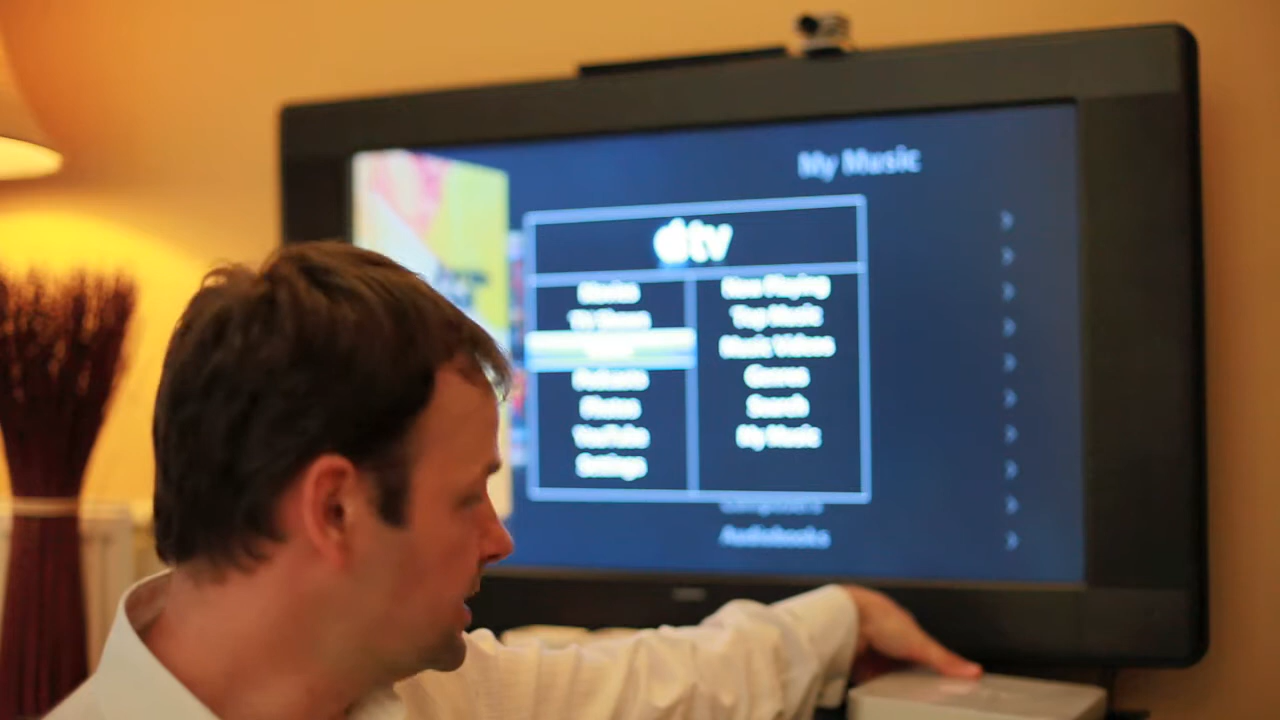 My Music
tv
Movies
TV Shows
Podcasts
Photos
YouTube
Settings
Now Playing
Top Music
Music Videos
Genres
Search
My Music
Composers
Audiobooks